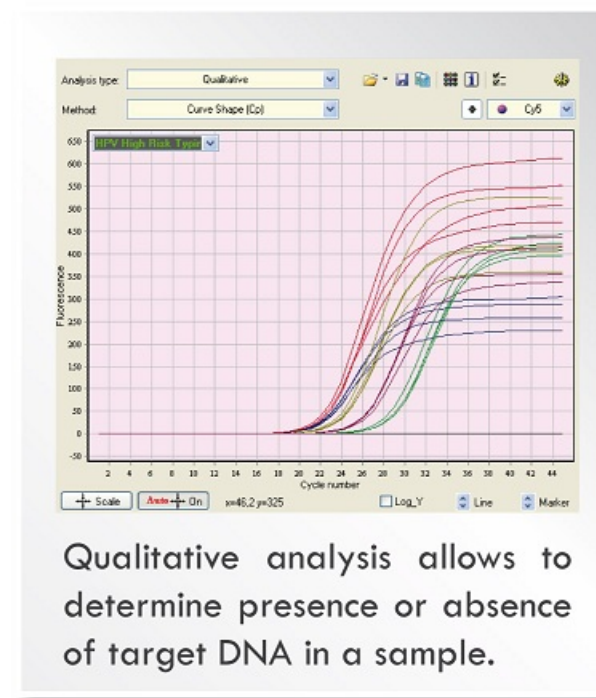 Analysis type: Qualitative
Method: Curve Shape (Cp) Cy5
HPV High Risk Typin
650
600
550
500
450
400
350
300
250
200
150
100
50
0
-50
Fluorescence
2 4 6 8 10 12 14 16 18 20 22 24 26 28 30 32 34 36 38 40 42 44
Cycle number
Scale Auto On x=46,2 y=325 Log_Y Line Marker
Qualitative analysis allows to
determine presence or absence
of target DNA in a sample.